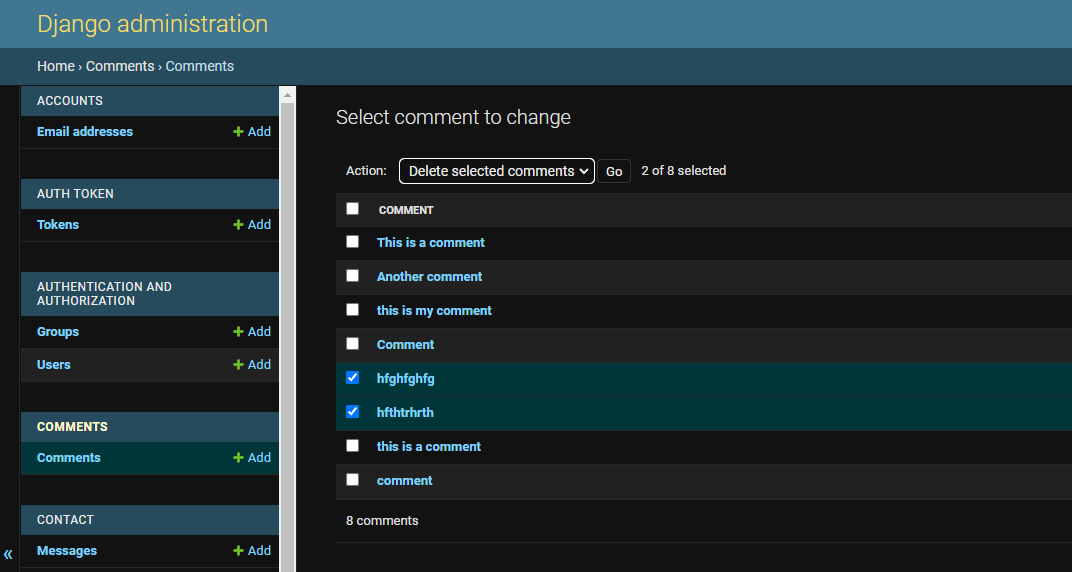 Django administration
Home › Comments › Comments
ACCOUNTS
Email addresses
Add
AUTH TOKEN
Tokens
Add
AUTHENTICATION AND
AUTHORIZATION
Groups
Add
Users
Add
COMMENTS
Comments
Add
CONTACT
Messages
Add
«
Select comment to change
Action: Delete selected comments Go 2 of 8 selected
COMMENT
This is a comment
Another comment
this is my comment
Comment
hfghfghfg
hfthtrhrth
this is a comment
comment
8 comments